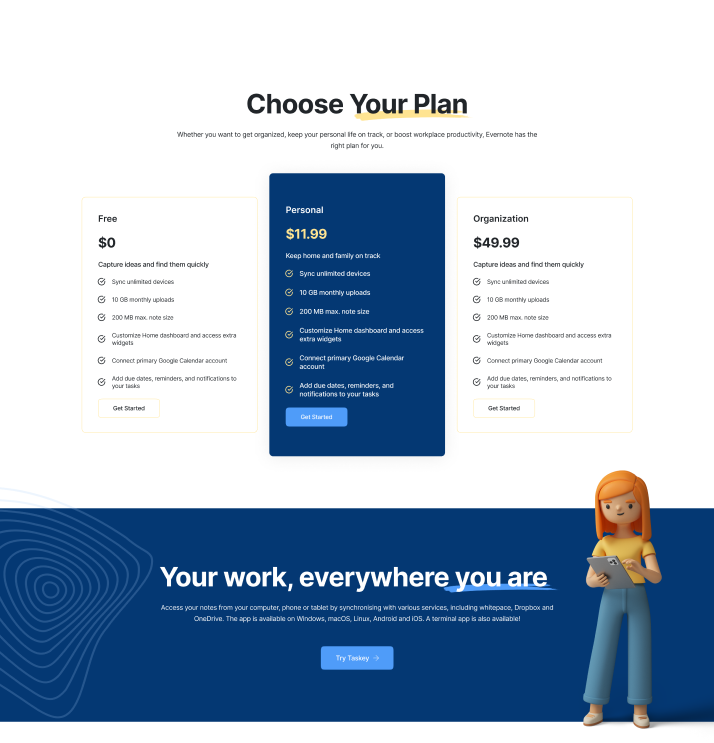 Choose Your Plan
Whether you want to get organized, keep your personal life on track, or boost workplace productivity, Evernote has the
right plan for you.
Free
$0
Capture ideas and find them quickly
Sync unlimited devices
10 GB monthly uploads
200 MB max. note size
Customize Home dashboard and access extra
widgets
Connect primary Google Calendar account
Add due dates, reminders, and notifications to
your tasks
Get Started
Personal
$11.99
Keep home and family on track
Sync unlimited devices
10 GB monthly uploads
200 MB max. note size
Customize Home dashboard and access
extra widgets
Connect primary Google Calendar
account
Add due dates, reminders, and
notifications to your tasks
Get Started
Organization
$49.99
Capture ideas and find them quickly
Sync unlimited devices
10 GB monthly uploads
200 MB max. note size
Customize Home dashboard and access extra
widgets
Connect primary Google Calendar account
Add due dates, reminders, and notifications to
your tasks
Get Started
Your work, everywhere you are
Access your notes from your computer, phone or tablet by synchronising with various services, including whitepace, Dropbox and
OneDrive. The app is available on Windows, macOS, Linux, Android and iOS. A terminal app is also available!
Try Taskey →